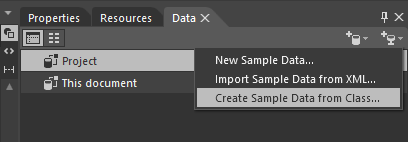 Properties Resources Data
Project
This document
New Sample Data...
Import Sample Data from XML...
Create Sample Data from Class...